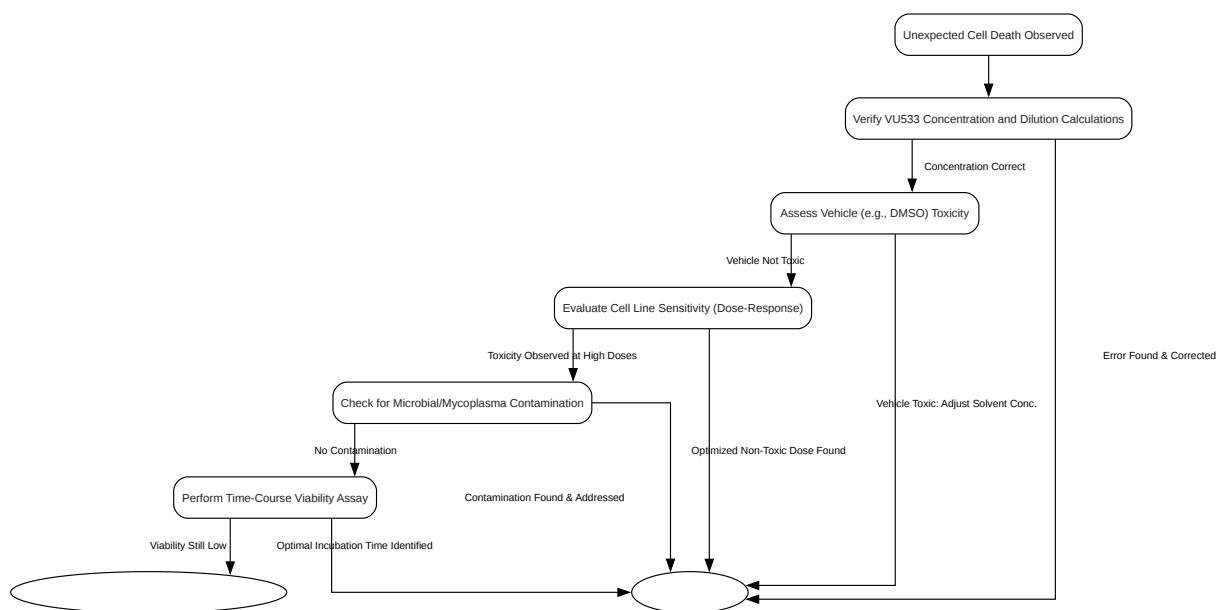 Unexpected Cell Death Observed
Verify VU533 Concentration and Dilution Calculations
Concentration Correct
Assess Vehicle (e.g., DMSO) Toxicity
Vehicle Not Toxic
Evaluate Cell Line Sensitivity (Dose-Response)
Toxicity Observed at High Doses
Error Found & Corrected
Check for Microbial/Mycoplasma Contamination
Vehicle Toxic: Adjust Solvent Conc.
No Contamination
Optimized Non-Toxic Dose Found
Perform Time-Course Viability Assay
Contamination Found & Addressed
Viability Still Low
Optimal Incubation Time Identified